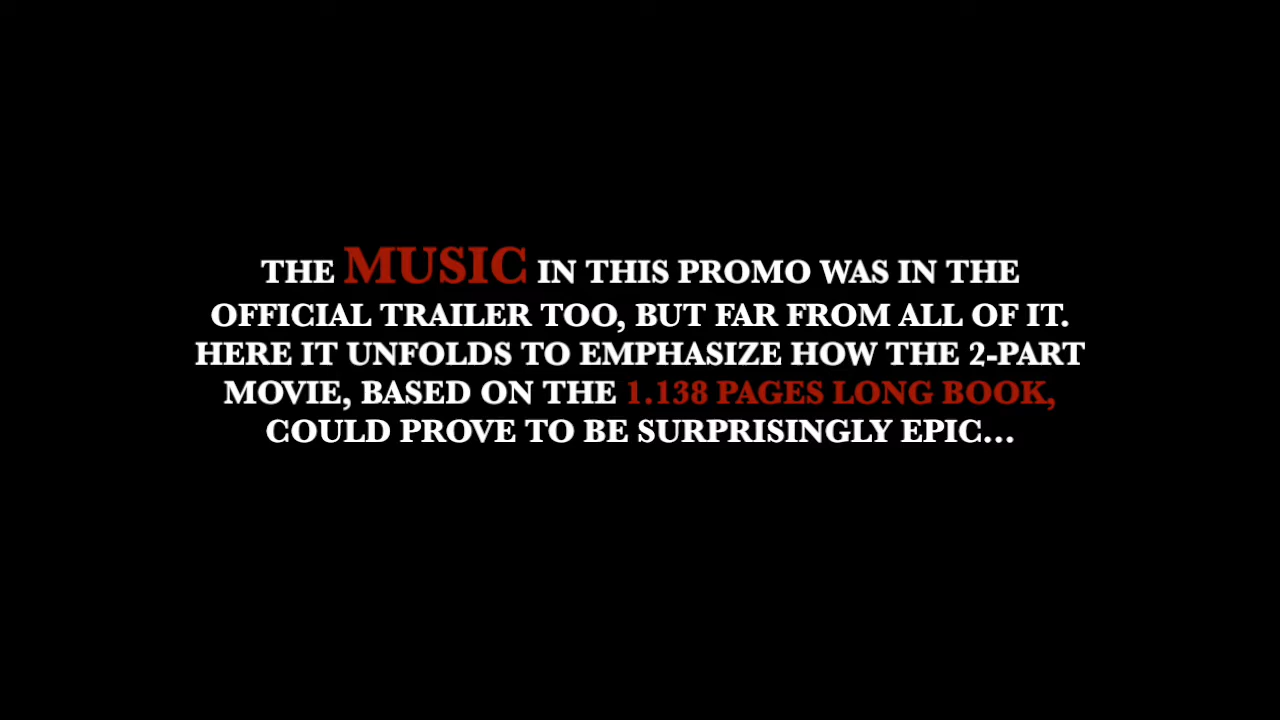 THE MUSIC IN THIS PROMO WAS IN THE
OFFICIAL TRAILER TOO, BUT FAR FROM ALL OF IT.
HERE IT UNFOLDS TO EMPHASIZE HOW THE 2-PART
MOVIE, BASED ON THE 1.138 PAGES LONG BOOK,
COULD PROVE TO BE SURPRISINGLY EPIC...